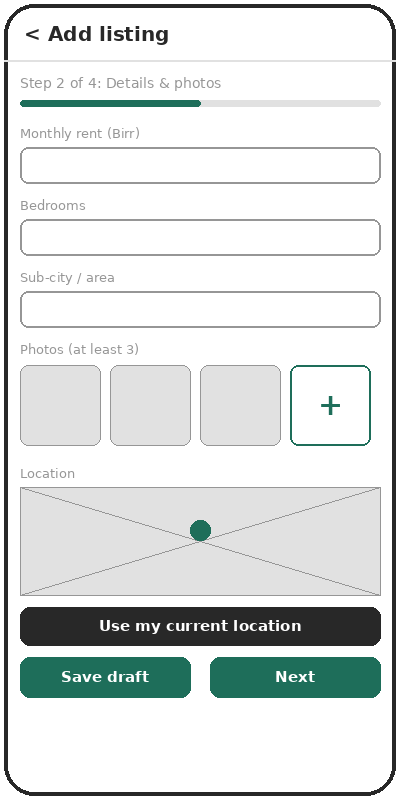 < Add listing
Step 2 of 4: Details & photos
Monthly rent (Birr)
Bedrooms
Sub-city / area
Photos (at least 3)
+
Location
Use my current location
Save draft
Next